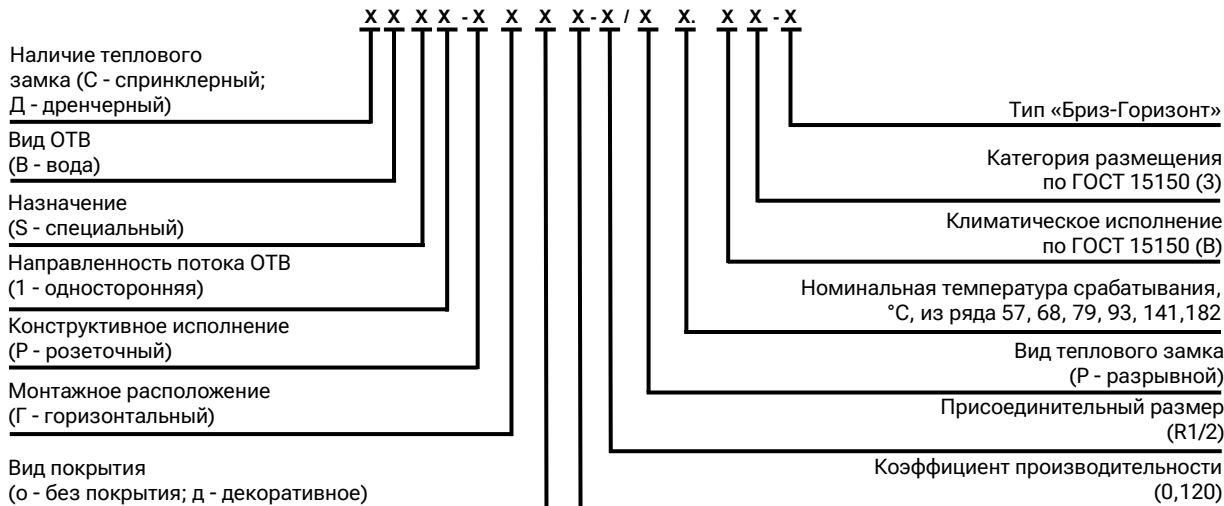 X X X X - X X X X - X / X X. X X - X
Наличие теплового
замка (С - спринклерный;
Д - дренчерный)
Вид ОТВ
(В - вода)
Назначение
(S - специальный)
Направленность потока ОТВ
(1 - односторонняя)
Конструктивное исполнение
(Р - розеточный)
Монтажное расположение
(Г - горизонтальный)
Вид покрытия
(о - без покрытия; д - декоративное)
Тип «Бриз-Горизонт»
Категория размещения
по ГОСТ 15150 (3)
Климатическое исполнение
по ГОСТ 15150 (В)
Номинальная температура срабатывания,
°С, из ряда 57, 68, 79, 93, 141,182
Вид теплового замка
(Р - разрывной)
Присоединительный размер
(R1/2)
Коэффициент производительности
(0,120)